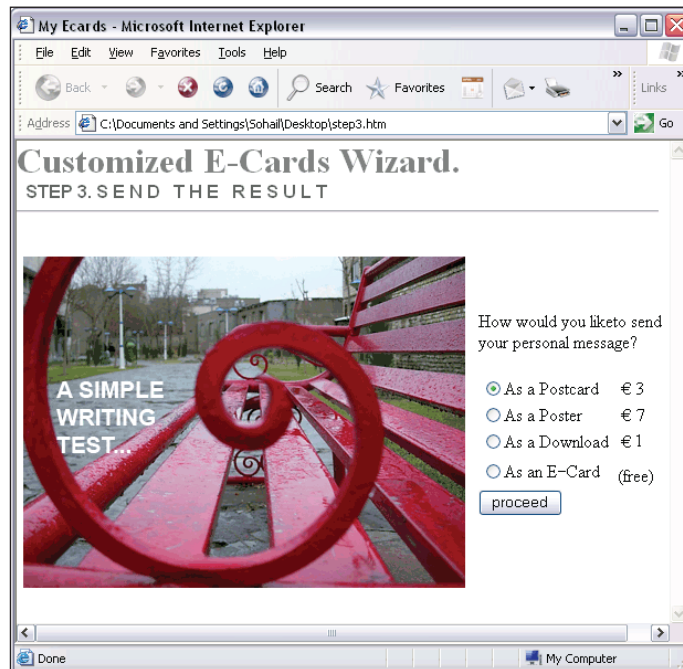 My Ecards - Microsoft Internet Explorer
File Edit View Favorites Tools Help
Back Search Favorites » Links »
Address C:\Documents and Settings\Sohail\Desktop\step3.htm Go
Customized E-Cards Wizard.
STEP 3. SEND THE RESULT
A SIMPLE
WRITING
TEST...
How would you liketo send
your personal message?
As a Postcard € 3
As a Poster € 7
As a Download € 1
As an E-Card (free)
proceed
Done My Computer